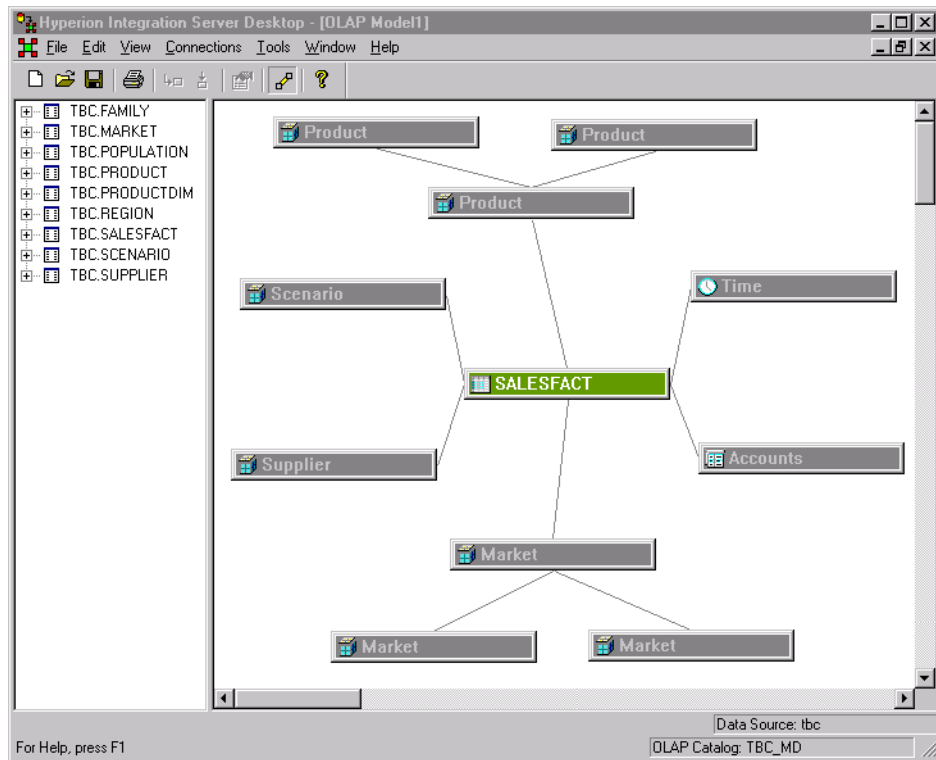 Hyperion Integration Server Desktop - [OLAP Model1]
File Edit View Connections Tools Window Help
TBC.FAMILY
TBC.MARKET
TBC.POPULATION
TBC.PRODUCT
TBC.PRODUCTDIM
TBC.REGION
TBC.SALESFACT
TBC.SCENARIO
TBC.SUPPLIER
Product
Product
Product
Scenario
Time
SALESFACT
Supplier
Accounts
Market
Market
Market
Data Source: tbc
For Help, press F1
OLAP Catalog: TBC_MD